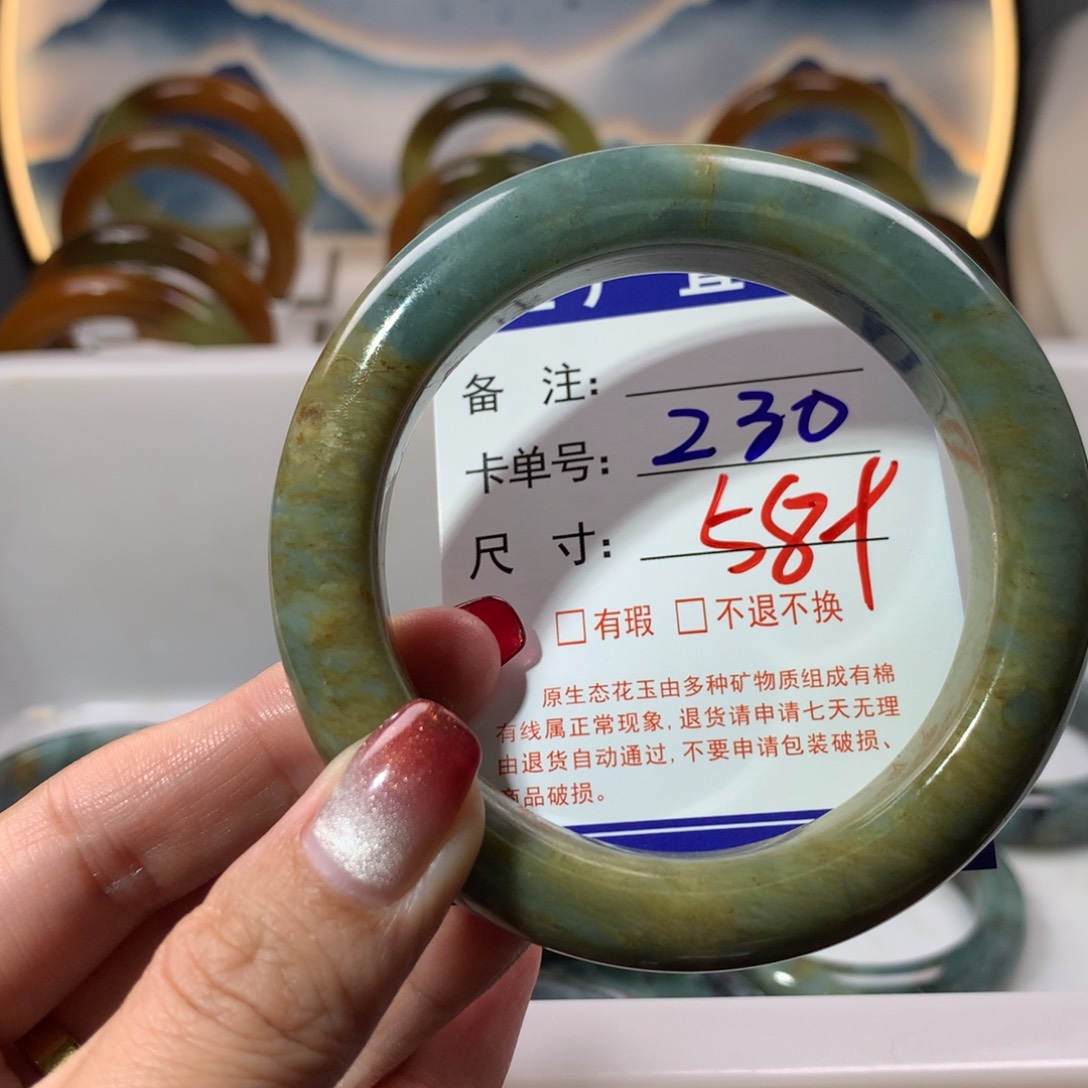 备 注：
卡单号：230
尺 寸：584
□有瑕 □不退不换
原生态花玉由多种矿物质组成有棉
有线属正常现象，退货请申请七天无理
由退货自动通过，不要申请包装破损、
商品破损。